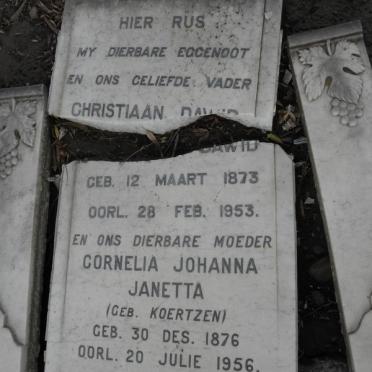 HIER RUS
MY DIERBARE EGGENOOT
EN ONS GELIEFDE VADER
CHRISTIAAN DAWID
GEB. 12 MAART 1873
OORL. 28 FEB. 1953.
EN ONS DIERBARE MOEDER
CORNELIA JOHANNA
JANETTA
(GEB. KOERTZEN)
GEB. 30 DES. 1876
OORL. 20 JULIE 1956.